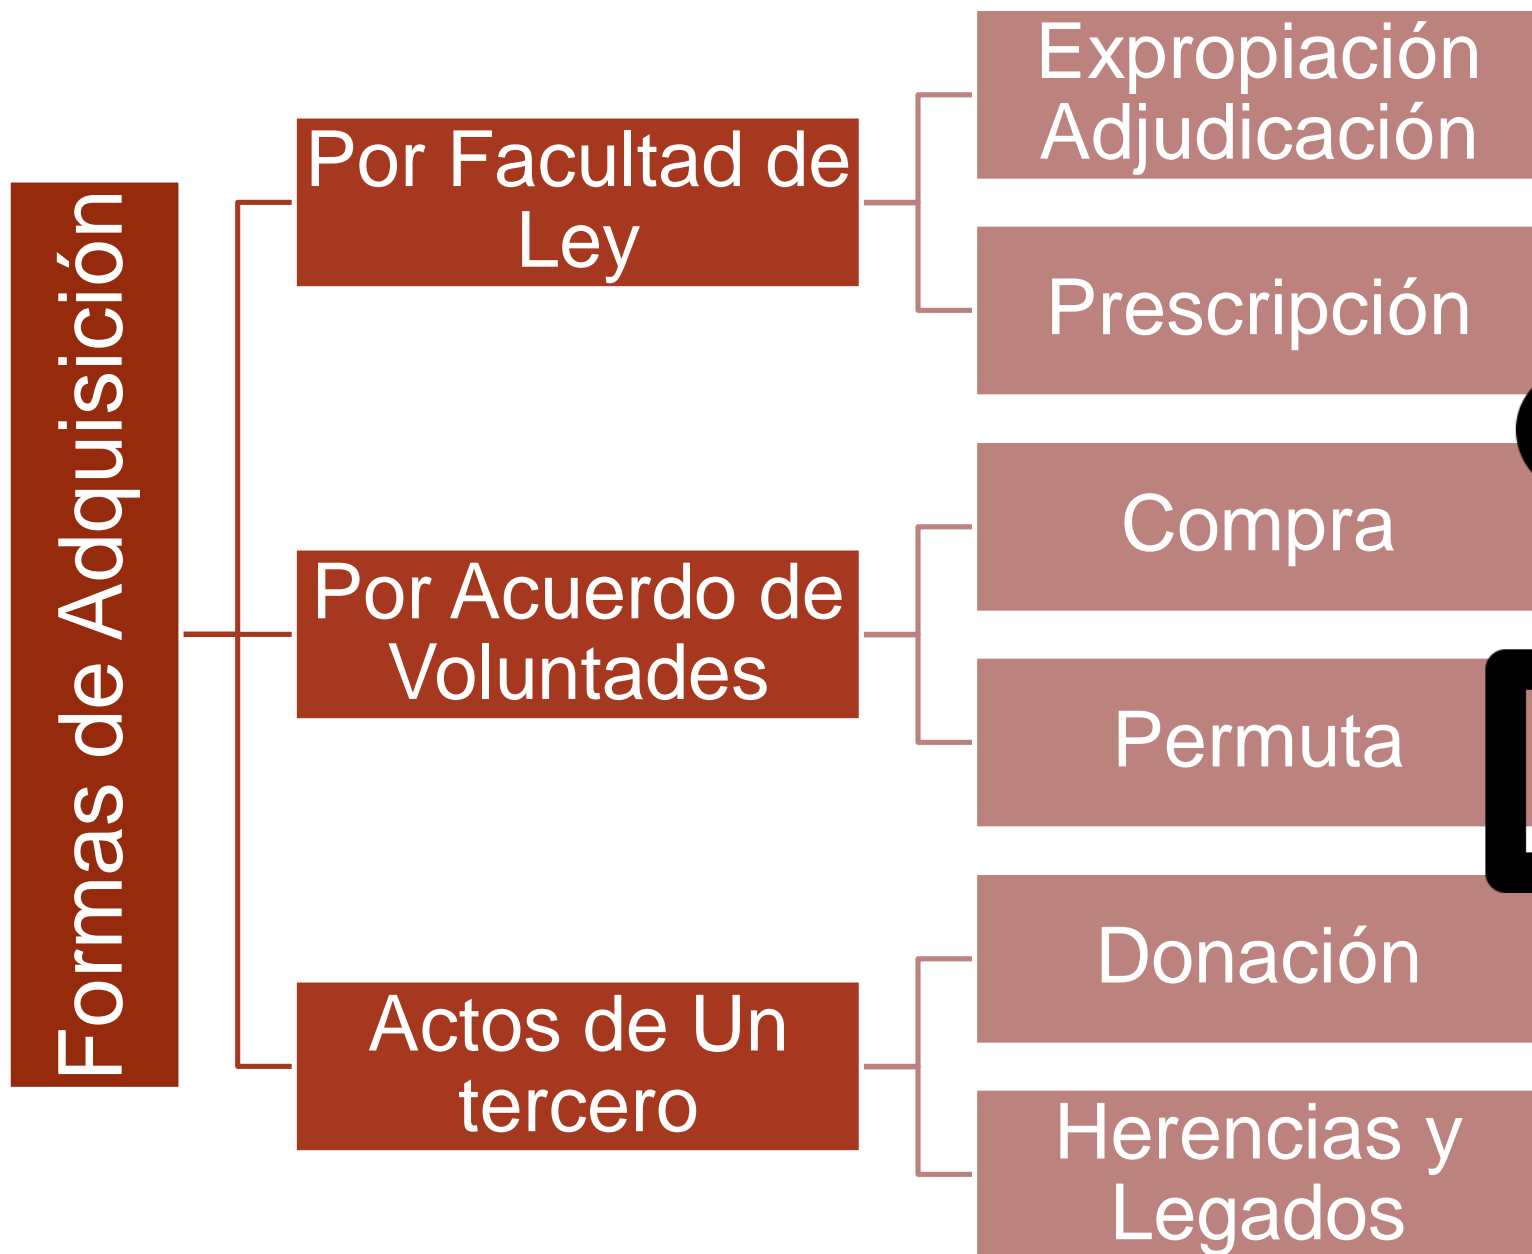 Formas de Adquisición
Por Facultad de
Ley
Expropiación
Adjudicación
Prescripción
Por Acuerdo de
Voluntades
Compra
Permuta
Actos de Un
tercero
Donación
Herencias y
Legados